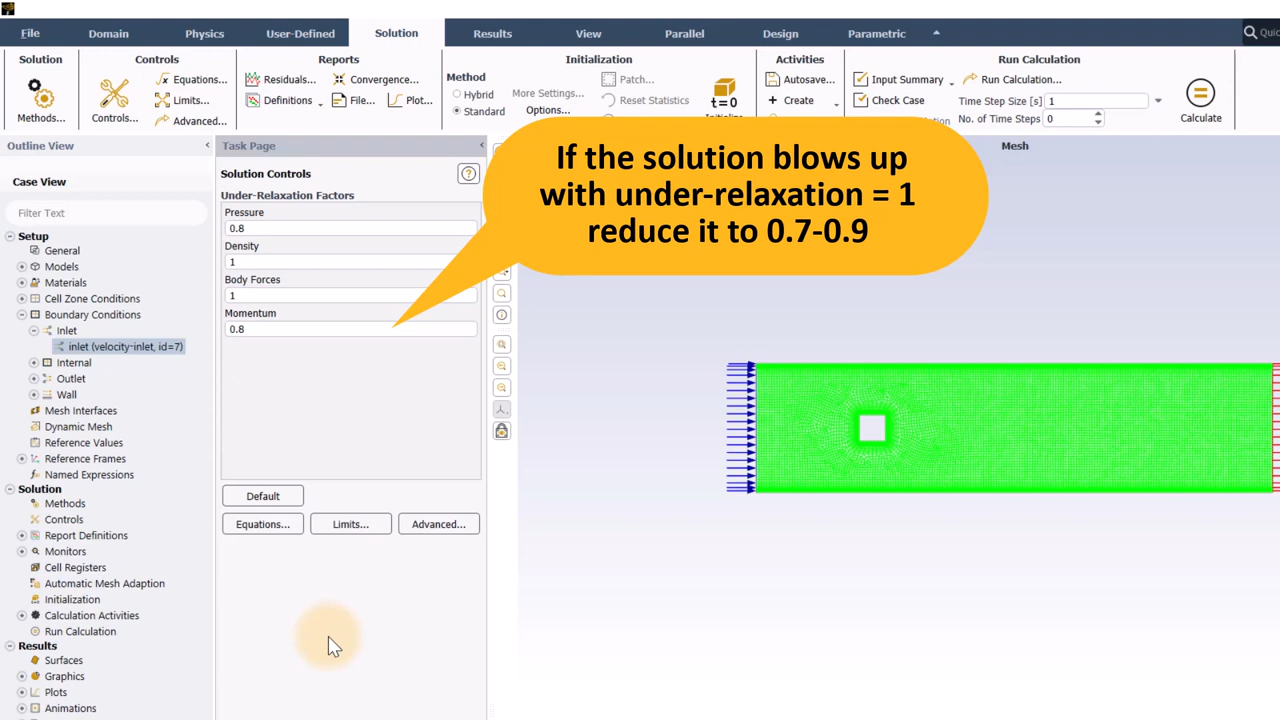 File
Domain
Physics
User-Defined
Solution
Results
View
Parallel
Design
Parametric
Quic
Solution
Controls
Reports
Initialization
Activities
Run Calculation
Methods...
Controls...
Equations...
Limits...
Advanced...
Residuals...
Convergence...
Definitions
File...
Plot...
Method
Hybrid
Standard
More Settings...
Options...
Patch...
Reset Statistics
t=0
Initialize
Autosave...
Create
Input Summary
Run Calculation...
Check Case
Time Step Size [s] 1
No. of Time Steps 0
Calculate
Outline View
Task Page
Mesh
Case View
Filter Text
Setup
General
Models
Materials
Cell Zone Conditions
Boundary Conditions
Inlet
inlet (velocity-inlet, id=7)
Internal
Outlet
Wall
Mesh Interfaces
Dynamic Mesh
Reference Values
Reference Frames
Named Expressions
Solution
Methods
Controls
Report Definitions
Monitors
Cell Registers
Automatic Mesh Adaption
Initialization
Calculation Activities
Run Calculation
Results
Surfaces
Graphics
Plots
Animations
Solution Controls
?
Under-Relaxation Factors
Pressure
0.8
Density
1
Body Forces
1
Momentum
0.8
Default
Equations...
Limits...
Advanced...
If the solution blows up
with under-relaxation = 1
reduce it to 0.7-0.9